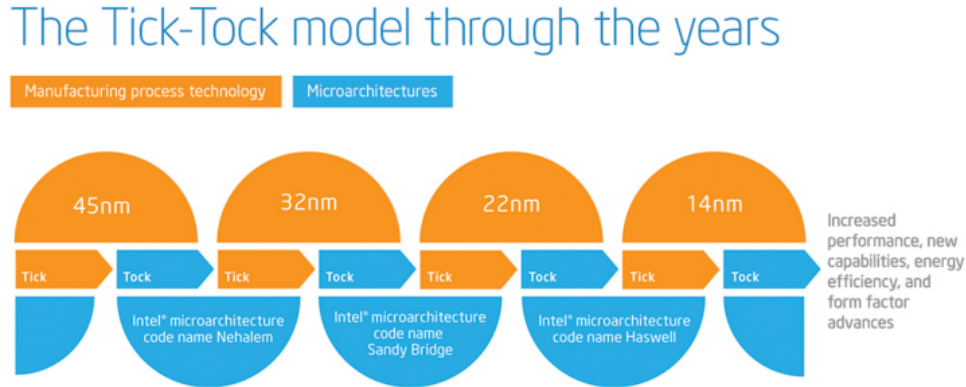 The Tick-Tock model through the years
Manufacturing process technology
Microarchitectures
45nm
32nm
22nm
14nm
Tick
Tock
Tick
Tock
Tick
Tock
Tick
Tock
Intel® microarchitecture
code name Nehalem
Intel® microarchitecture
code name
Sandy Bridge
Intel® microarchitecture
code name Haswell
Increased
performance, new
capabilities, energy
efficiency, and
form factor
advances